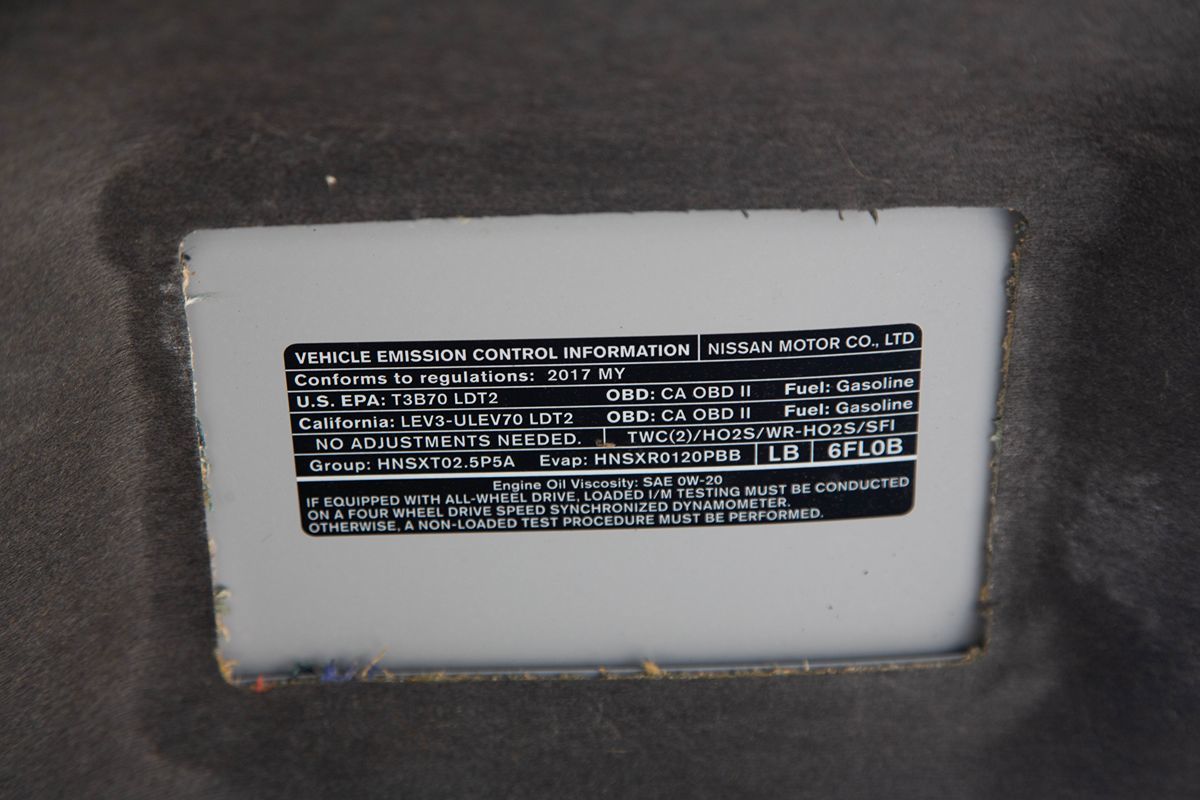 VEHICLE EMISSION CONTROL INFORMATION NISSAN MOTOR CO., LTD
Conforms to regulations: 2017 MY
U.S. EPA: T3B70 LDT2 OBD: CA OBD II Fuel: Gasoline
California: LEV3-ULEV70 LDT2 OBD: CA OBD II Fuel: Gasoline
NO ADJUSTMENTS NEEDED. TWC(2)/HO2S/WR-HO2S/SFI
Group: HNSXT02.5P5A Evap: HNSXR0120PBB LB 6FL0B
Engine Oil Viscosity: SAE 0W-20
IF EQUIPPED WITH ALL-WHEEL DRIVE, LOADED I/M TESTING MUST BE CONDUCTED
ON A FOUR WHEEL DRIVE SPEED SYNCHRONIZED DYNAMOMETER.
OTHERWISE, A NON-LOADED TEST PROCEDURE MUST BE PERFORMED.